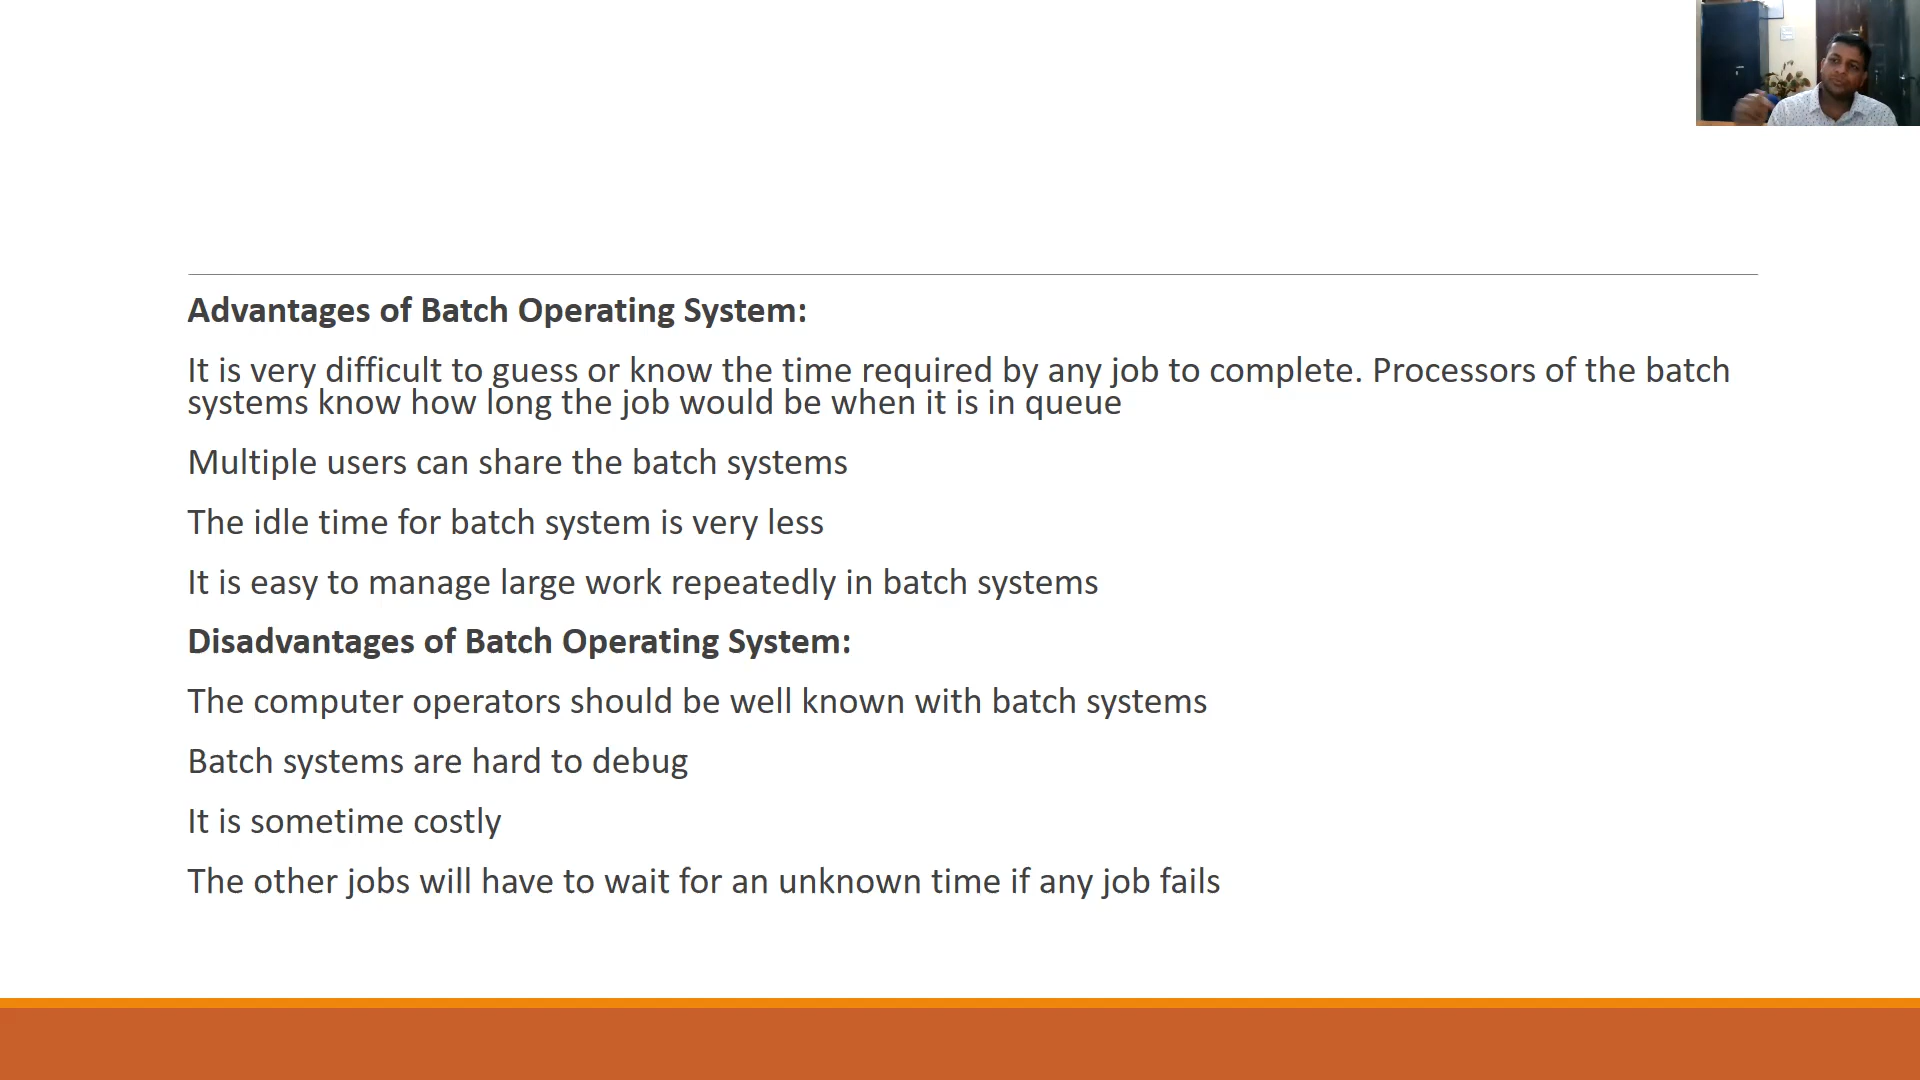 Advantages of Batch Operating System:
It is very difficult to guess or know the time required by any job to complete. Processors of the batch
systems know how long the job would be when it is in queue
Multiple users can share the batch systems
The idle time for batch system is very less
It is easy to manage large work repeatedly in batch systems
Disadvantages of Batch Operating System:
The computer operators should be well known with batch systems
Batch systems are hard to debug
It is sometime costly
The other jobs will have to wait for an unknown time if any job fails